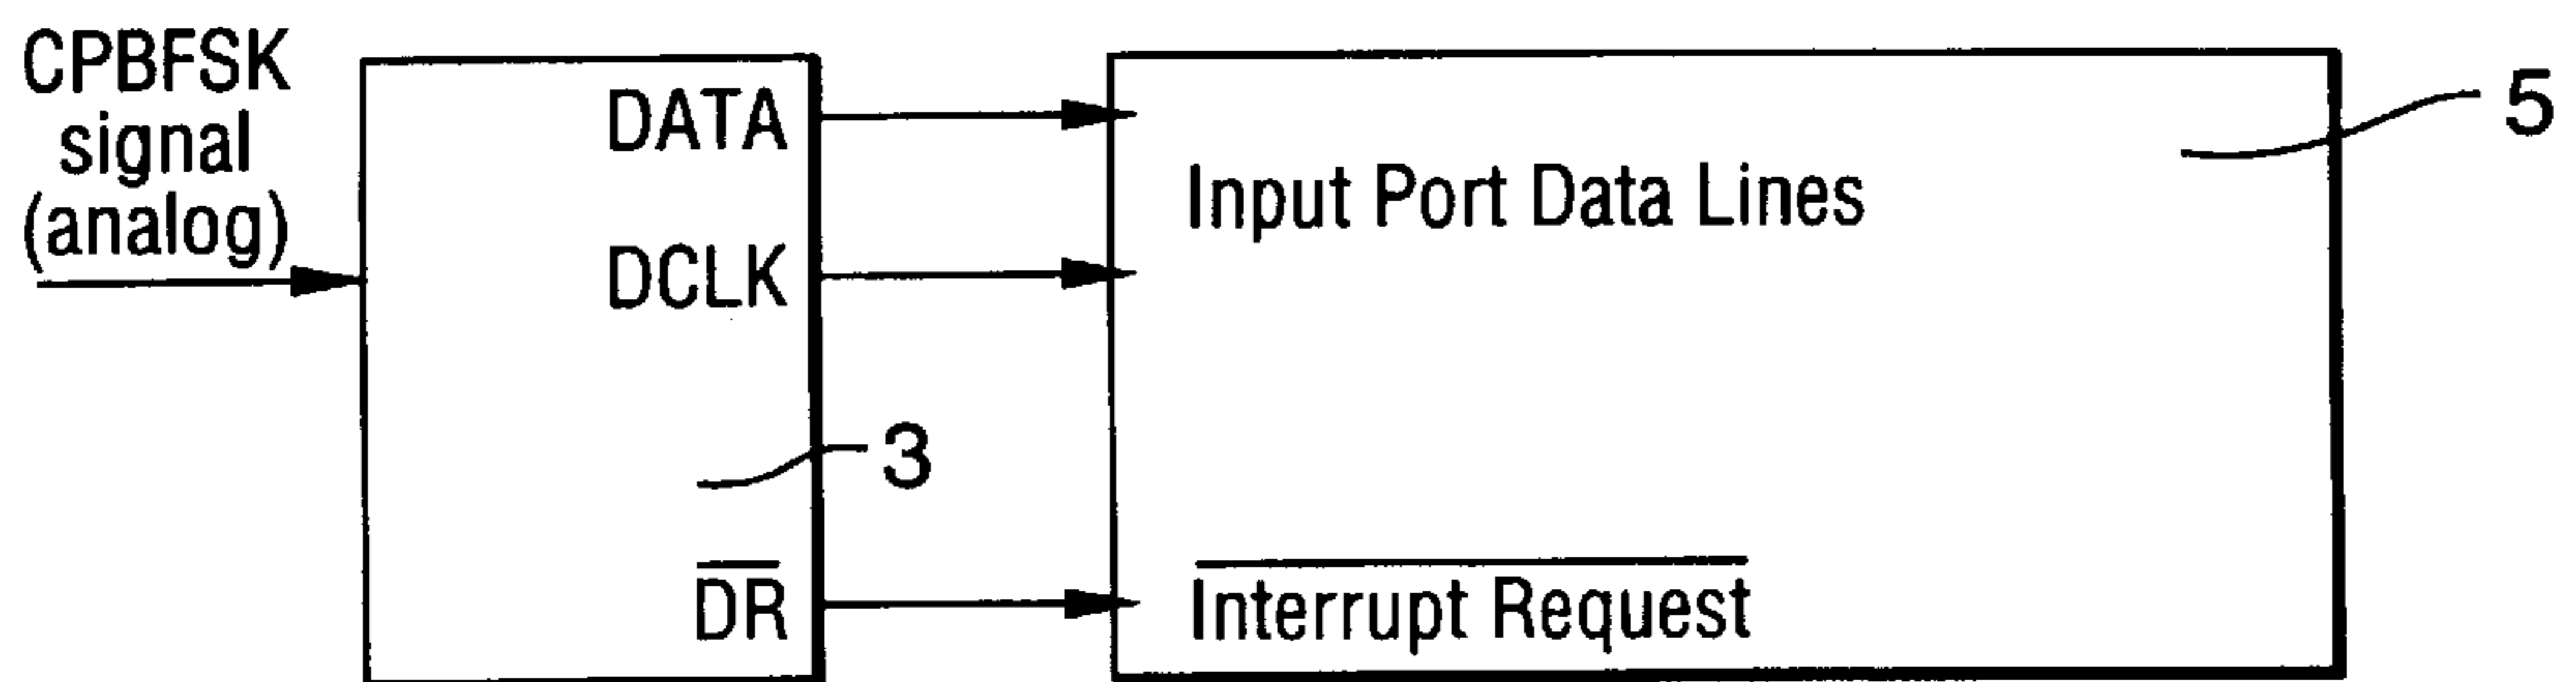 CPBFSK
signal
(analog)
DATA
DCLK
3
DR
Input Port Data Lines
Interrupt Request
5